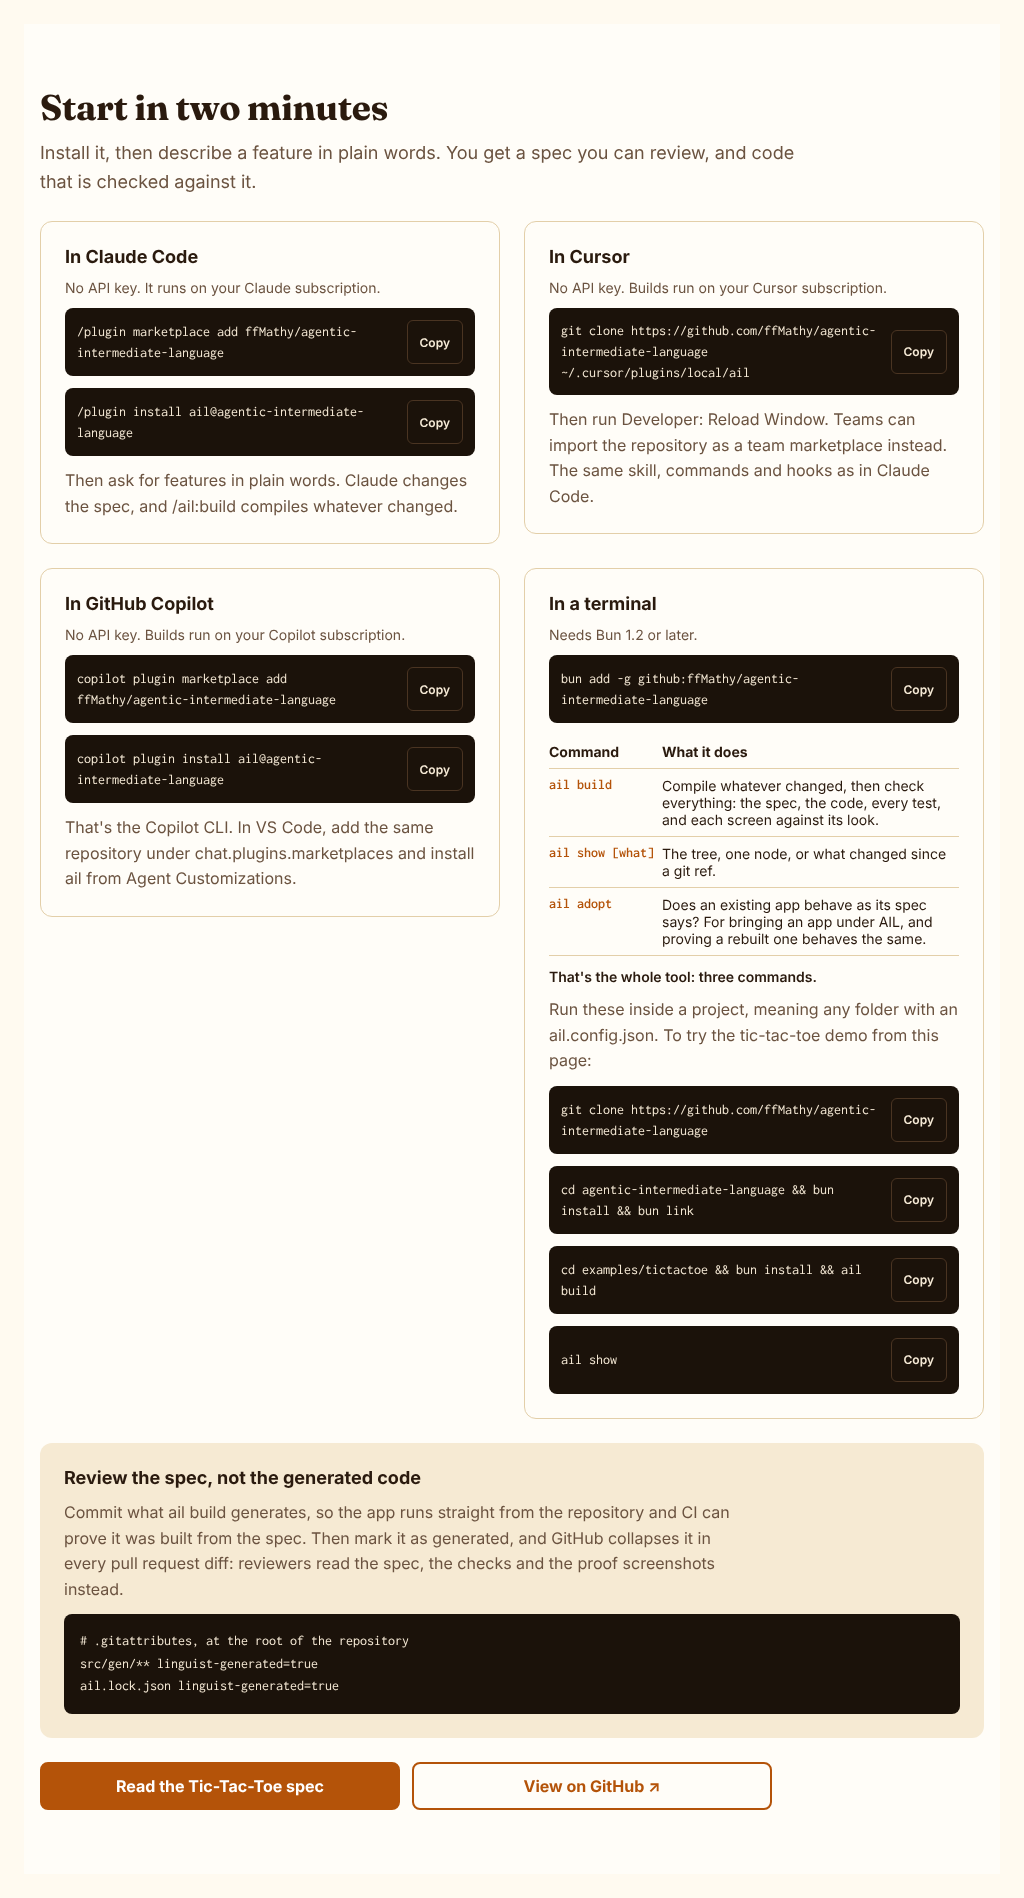 Start in two minutes
Install it, then describe a feature in plain words. You get a spec you can review, and code
that is checked against it.
In Claude Code
No API key. It runs on your Claude subscription.
/plugin marketplace add ffMathy/agentic-
intermediate-language
Copy
/plugin install ail@agentic-intermediate-
language
Copy
Then ask for features in plain words. Claude changes
the spec, and /ail:build compiles whatever changed.
In Cursor
No API key. Builds run on your Cursor subscription.
git clone https://github.com/ffMathy/agentic-
intermediate-language
~/.cursor/plugins/local/ail
Copy
Then run Developer: Reload Window. Teams can
import the repository as a team marketplace instead.
The same skill, commands and hooks as in Claude
Code.
In GitHub Copilot
No API key. Builds run on your Copilot subscription.
copilot plugin marketplace add
ffMathy/agentic-intermediate-language
Copy
copilot plugin install ail@agentic-
intermediate-language
Copy
That's the Copilot CLI. In VS Code, add the same
repository under chat.plugins.marketplaces and install
ail from Agent Customizations.
In a terminal
Needs Bun 1.2 or later.
bun add -g github:ffMathy/agentic-
intermediate-language
Copy
Command What it does
ail build Compile whatever changed, then check
everything: the spec, the code, every test,
and each screen against its look.
ail show [what] The tree, one node, or what changed since
a git ref.
ail adopt Does an existing app behave as its spec
says? For bringing an app under AIL, and
proving a rebuilt one behaves the same.
That's the whole tool: three commands.
Run these inside a project, meaning any folder with an
ail.config.json. To try the tic-tac-toe demo from this
page:
git clone https://github.com/ffMathy/agentic-
intermediate-language
Copy
cd agentic-intermediate-language && bun
install && bun link
Copy
cd examples/tictactoe && bun install && ail
build
Copy
ail show
Copy
Review the spec, not the generated code
Commit what ail build generates, so the app runs straight from the repository and CI can
prove it was built from the spec. Then mark it as generated, and GitHub collapses it in
every pull request diff: reviewers read the spec, the checks and the proof screenshots
instead.
# .gitattributes, at the root of the repository
src/gen/** linguist-generated=true
ail.lock.json linguist-generated=true
Read the Tic-Tac-Toe spec
View on GitHub ↗